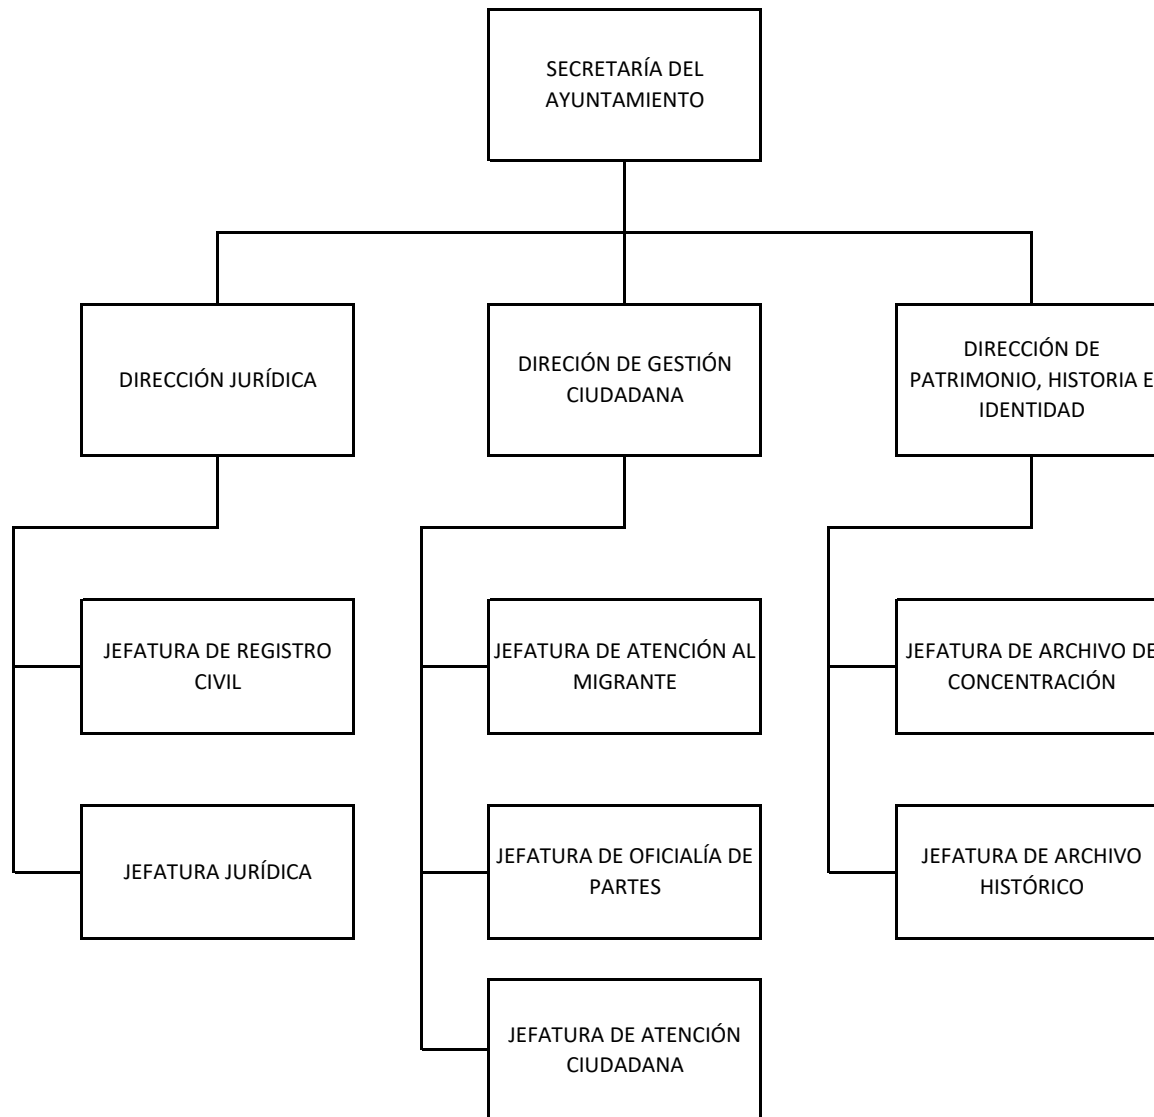 SECRETARÍA DEL
AYUNTAMIENTO
DIRECCIÓN JURÍDICA
DIRECIÓN DE GESTIÓN
CIUDADANA
DIRECCIÓN DE
PATRIMONIO, HISTORIA E
IDENTIDAD
JEFATURA DE REGISTRO
CIVIL
JEFATURA DE ATENCIÓN AL
MIGRANTE
JEFATURA DE ARCHIVO DE
CONCENTRACIÓN
JEFATURA JURÍDICA
JEFATURA DE OFICIALÍA DE
PARTES
JEFATURA DE ARCHIVO
HISTÓRICO
JEFATURA DE ATENCIÓN
CIUDADANA